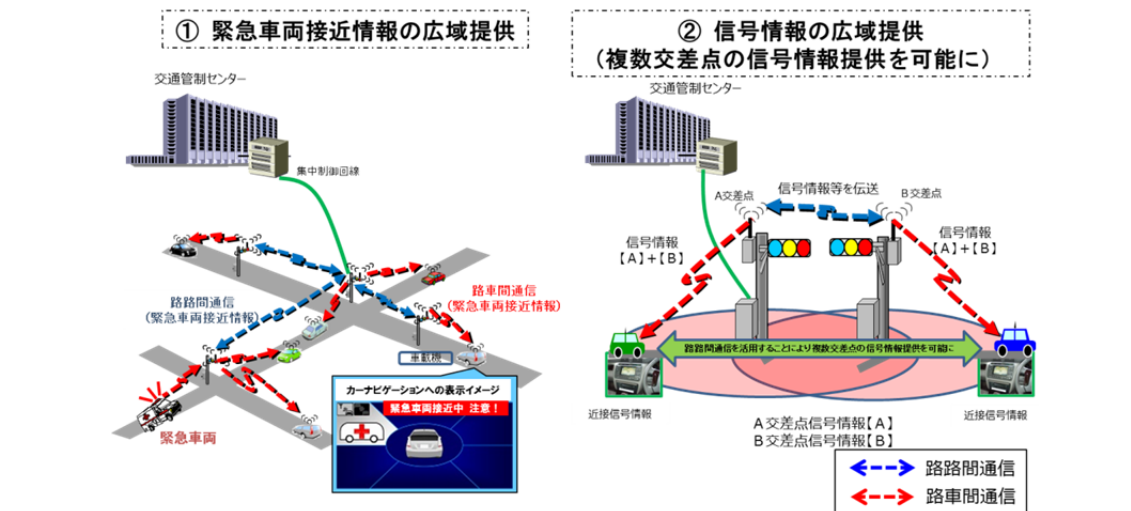 ① 緊急車両接近情報の広域提供
交通管制センター
集中制御回線
路路間通信
(緊急車両接近情報)
路車間通信
(緊急車両接近情報)
車載機
緊急車両
カーナビゲーションへの表示イメージ
緊急車両接近中 注意！
② 信号情報の広域提供
(複数交差点の信号情報提供を可能に)
交通管制センター
A交差点
信号情報等を伝送
B交差点
信号情報
【A】+【B】
信号情報
【A】+【B】
路路間通信を活用することにより複数交差点の信号情報提供を可能に
近接信号情報
近接信号情報
A交差点信号情報【A】
B交差点信号情報【B】
路路間通信
路車間通信